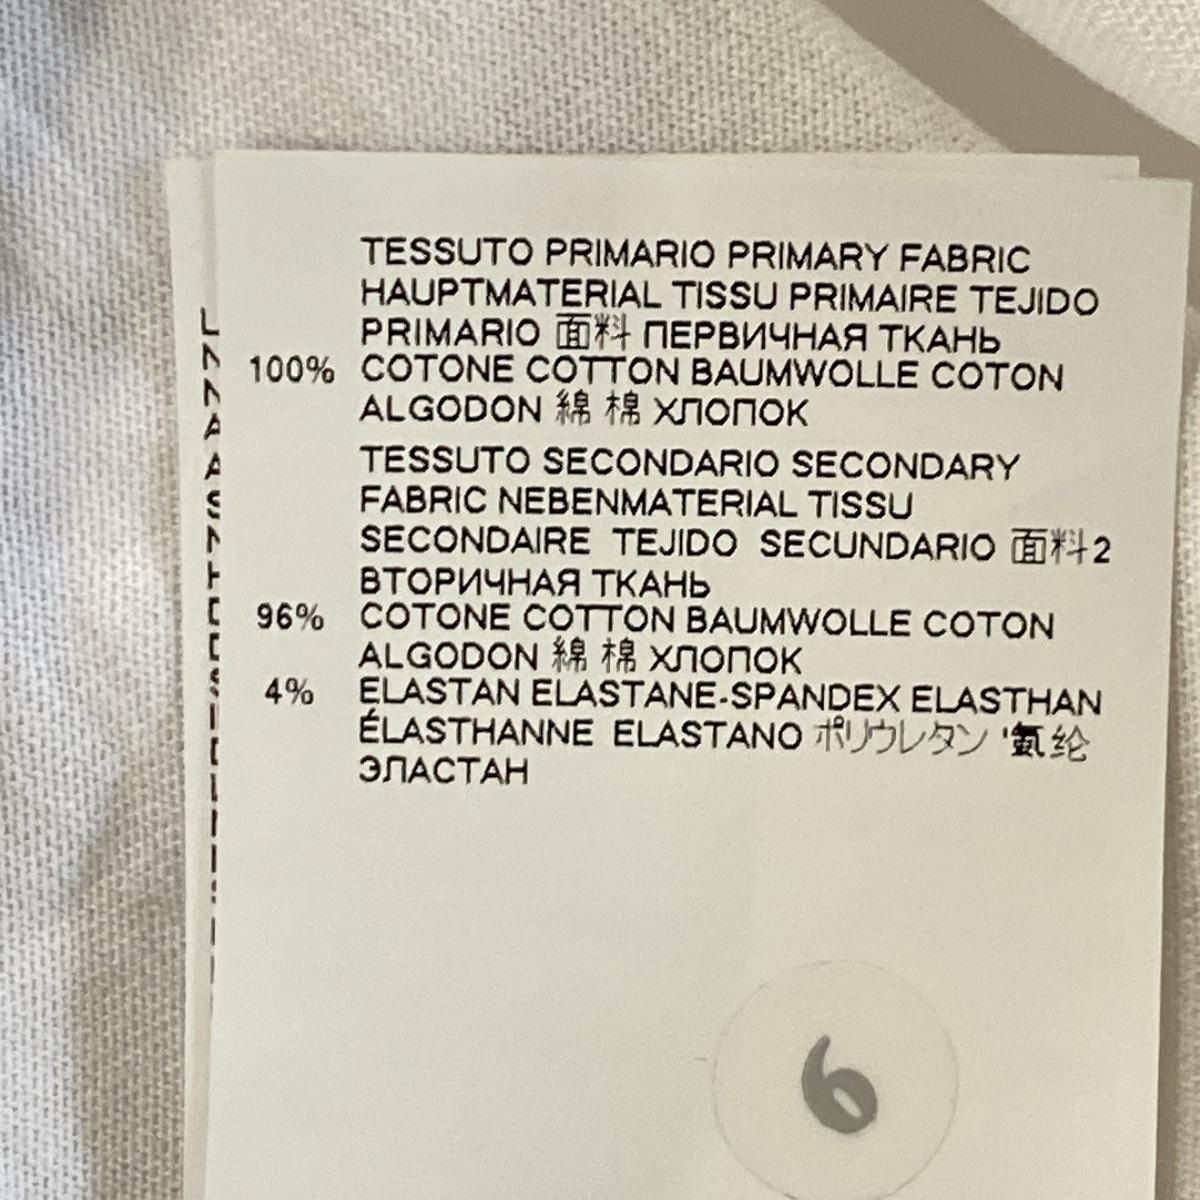 TESSUTO PRIMARIO PRIMARY FABRIC
HAUPTMATERIAL TISSU PRIMAIRE TEJIDO
PRIMARIO 面料 ПЕРВИЧНАЯ ТКАНЬ
100% COTONE COTTON BAUMWOLLE COTON
ALGODON 綿 棉 ХЛОПОК
TESSUTO SECONDARIO SECONDARY
FABRIC NEBENMATERIAL TISSU
SECONDAIRE TEJIDO SECUNDARIO 面料2
ВТОРИЧНАЯ ТКАНЬ
96% COTONE COTTON BAUMWOLLE COTON
ALGODON 綿 棉 ХЛОПОК
4% ELASTAN ELASTANE-SPANDEX ELASTHAN
ÉLASTHANNE ELASTANO ポリウレタン '氨纶
ЭЛАСТАН
6